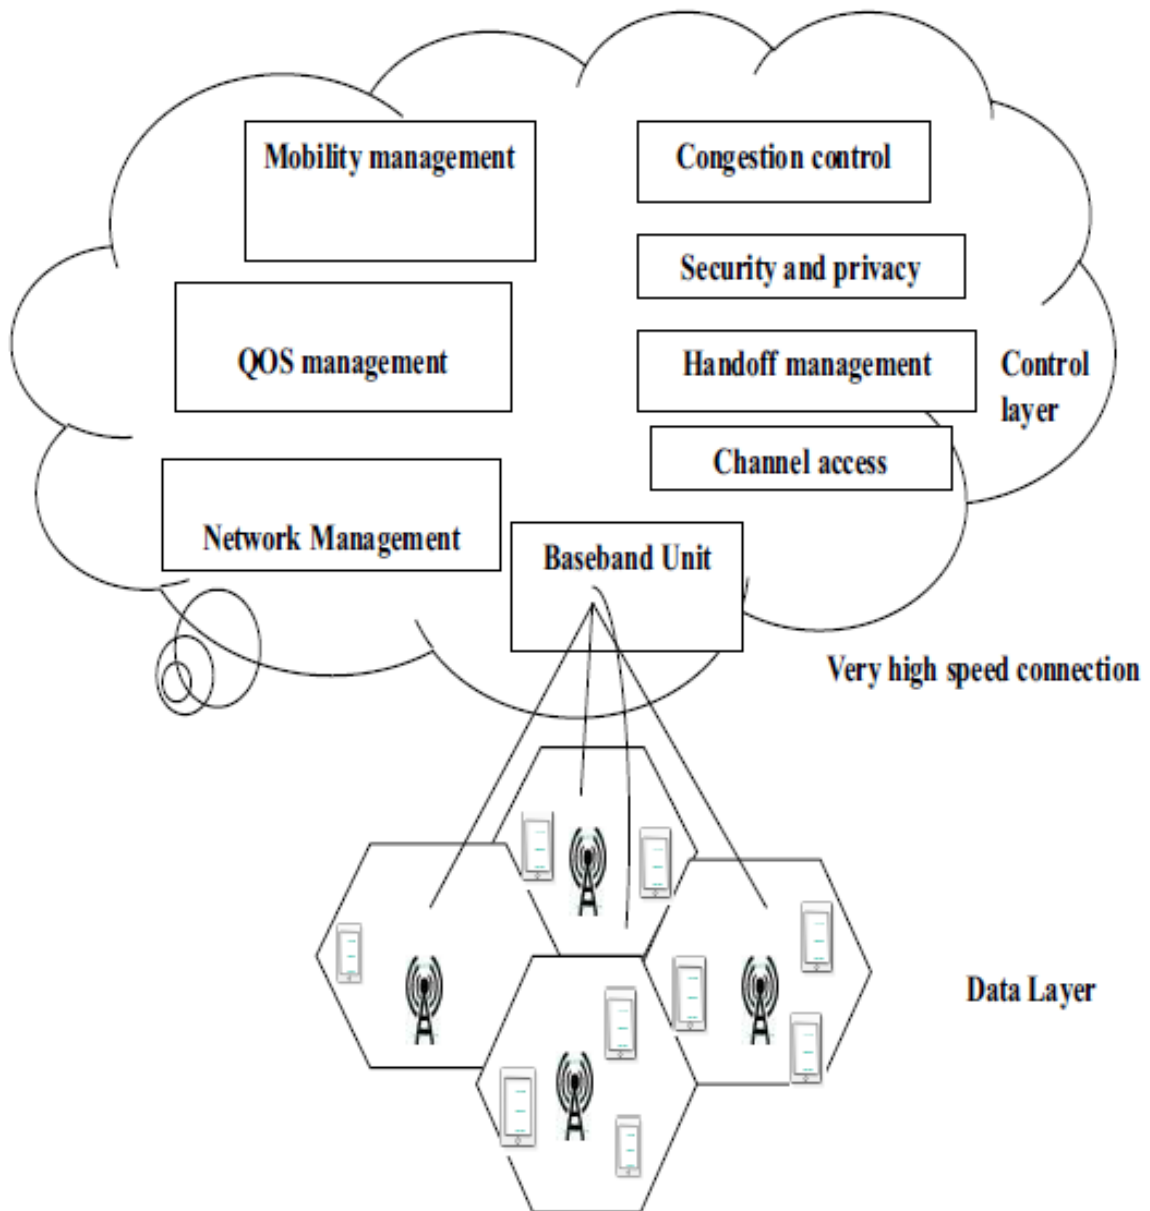 Mobility management
Congestion control
Security and privacy
QOS management
Handoff management
Control
layer
Channel access
Network Management
Baseband Unit
Very high speed connection
Data Layer